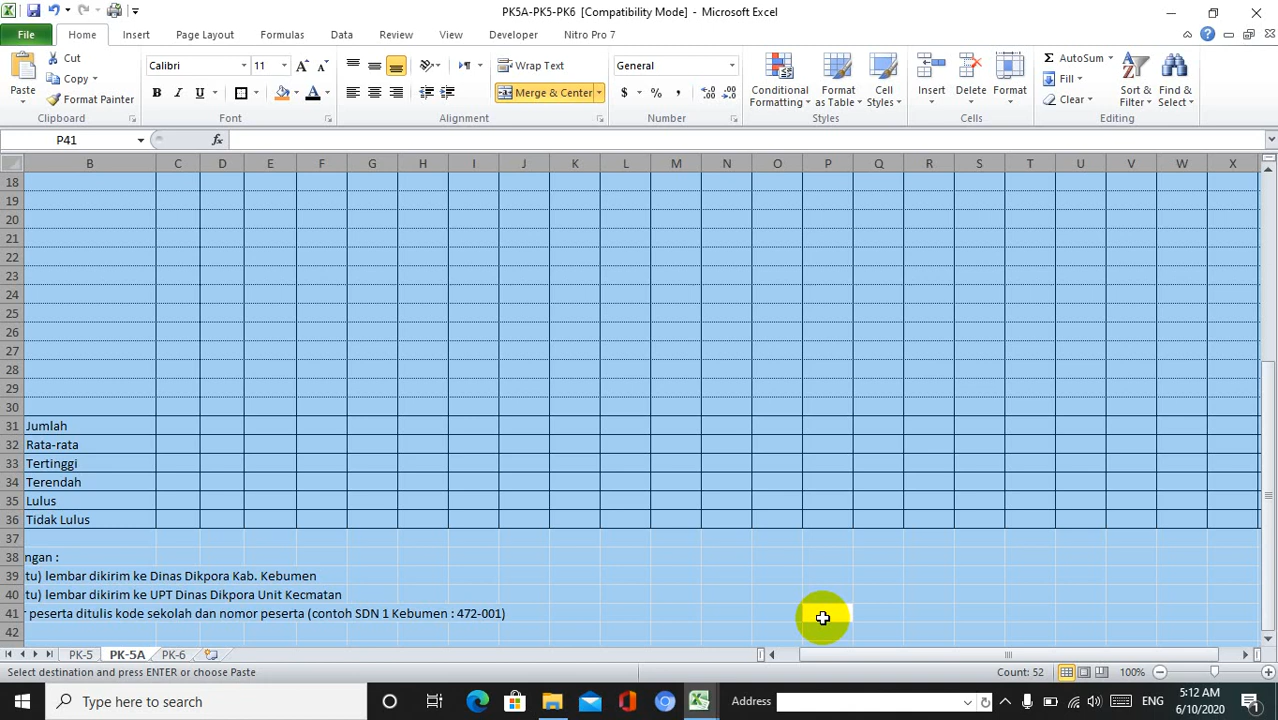 PK5A-PK5-PK6 [Compatibility Mode] - Microsoft Excel
File Home Insert Page Layout Formulas Data Review View Developer Nitro Pro 7
Paste Cut Copy Format Painter Clipboard
Calibri 11 B I U A A A Font
Wrap Text Merge & Center Alignment
General $ % , .0 .00 .00 .0 Number
Conditional Formatting Format as Table Cell Styles Styles
Insert Delete Format Cells
Σ AutoSum Fill Clear Sort & Filter Find & Select Editing
P41 fx
B C D E F G H I J K L M N O P Q R S T U V W X
18
19
20
21
22
23
24
25
26
27
28
29
30
31 Jumlah
32 Rata-rata
33 Tertinggi
34 Terendah
35 Lulus
36 Tidak Lulus
37
38 ngan :
39 tu) lembar dikirim ke Dinas Dikpora Kab. Kebumen
40 tu) lembar dikirim ke UPT Dinas Dikpora Unit Kecmatan
41 r peserta ditulis kode sekolah dan nomor peserta (contoh SDN 1 Kebumen : 472-001)
42
PK-5 PK-5A PK-6
Select destination and press ENTER or choose Paste Count: 52 100%
Type here to search Address ENG 5:12 AM
6/10/2020